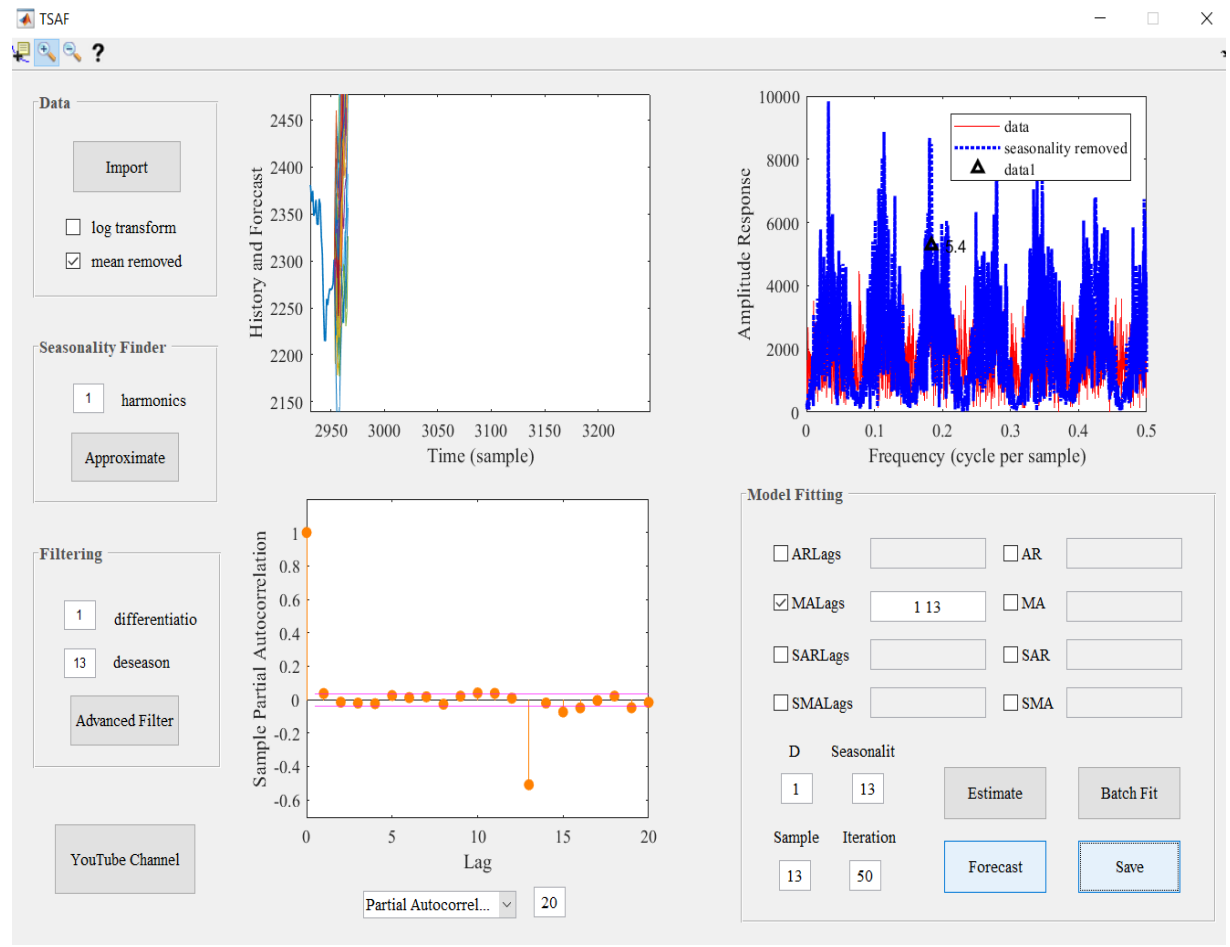 TSAF
?
Data
Import
log transform
mean removed
Seasonality Finder
1 harmonics
Approximate
Filtering
1 differentiatio
13 deseason
Advanced Filter
YouTube Channel
History and Forecast
2450
2400
2350
2300
2250
2200
2150
2950 3000 3050 3100 3150 3200
Time (sample)
Amplitude Response
10000
8000
6000
4000
2000
0
data
seasonality removed
data1
5.4
0 0.1 0.2 0.3 0.4 0.5
Frequency (cycle per sample)
Sample Partial Autocorrelation
1
0.8
0.6
0.4
0.2
0
-0.2
-0.4
-0.6
0 5 10 15 20
Lag
Partial Autocorrel... 20
Model Fitting
ARLags AR
MALags 1 13 MA
SARLags SAR
SMALags SMA
D Seasonalit
1 13 Estimate Batch Fit
Sample Iteration
13 50 Forecast Save